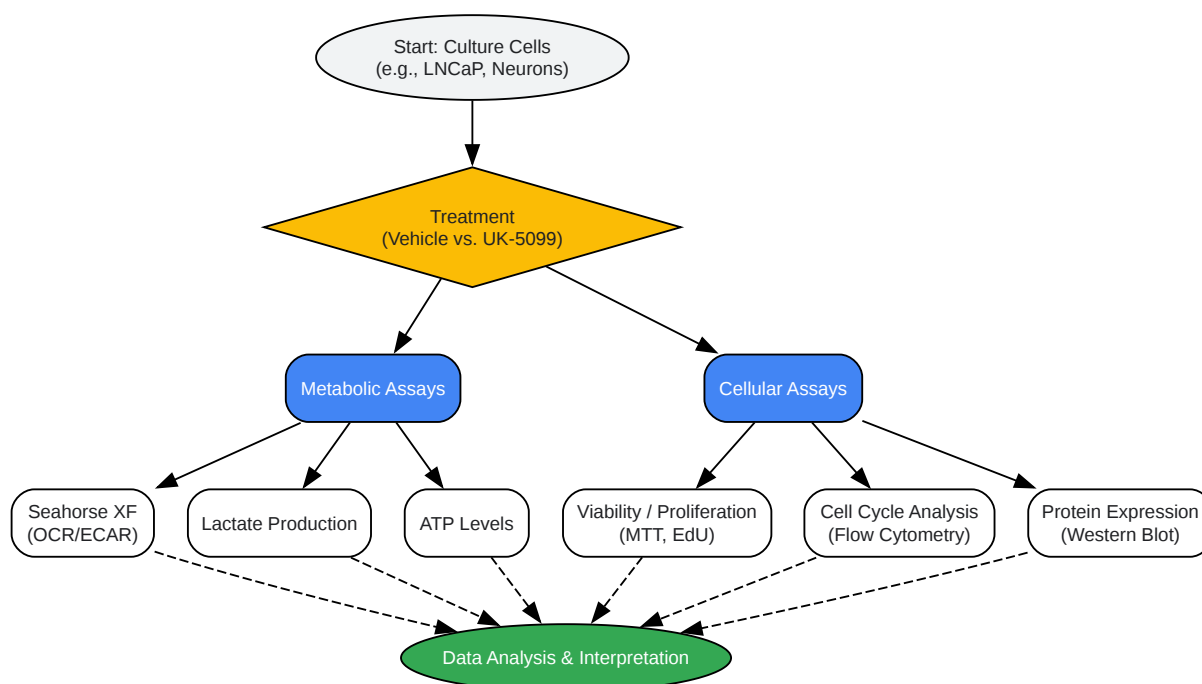 Start: Culture Cells
(e.g., LNCaP, Neurons)
Treatment
(Vehicle vs. UK-5099)
Metabolic Assays
Cellular Assays
Seahorse XF
(OCR/ECAR)
Lactate Production
ATP Levels
Viability / Proliferation
(MTT, EdU)
Cell Cycle Analysis
(Flow Cytometry)
Protein Expression
(Western Blot)
Data Analysis & Interpretation